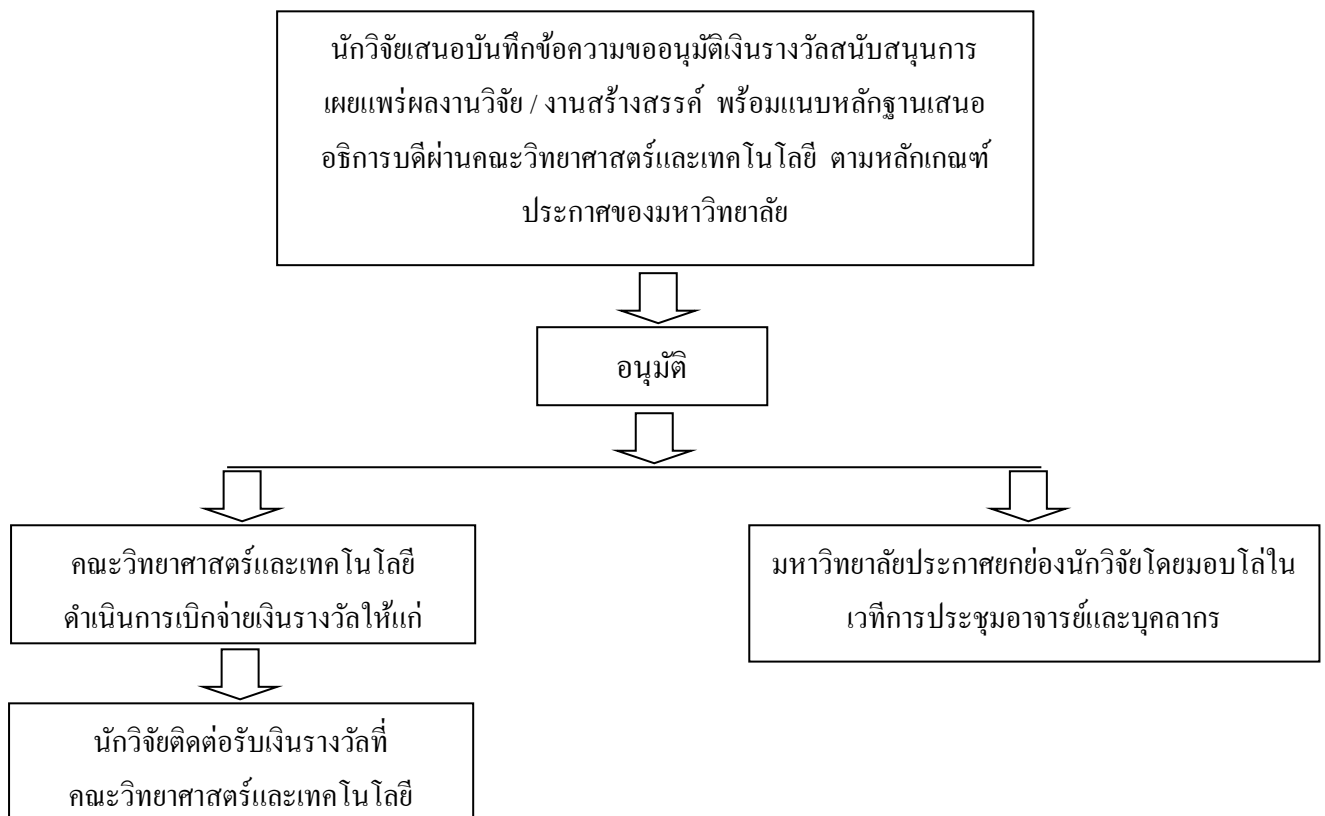 นักวิจัยเสนอบันทึกข้อความขออนุมัติเงินรางวัลสนับสนุนการ
เผยแพร่ผลงานวิจัย / งานสร้างสรรค์ พร้อมแนบหลักฐานเสนอ
อธิการบดีผ่านคณะวิทยาศาสตร์และเทคโนโลยี ตามหลักเกณฑ์
ประกาศของมหาวิทยาลัย
อนุมัติ
คณะวิทยาศาสตร์และเทคโนโลยี
ดำเนินการเบิกจ่ายเงินรางวัลให้แก่
มหาวิทยาลัยประกาศยกย่องนักวิจัยโดยมอบโล่ใน
เวทีการประชุมอาจารย์และบุคลากร
นักวิจัยติดต่อรับเงินรางวัลที่
คณะวิทยาศาสตร์และเทคโนโลยี